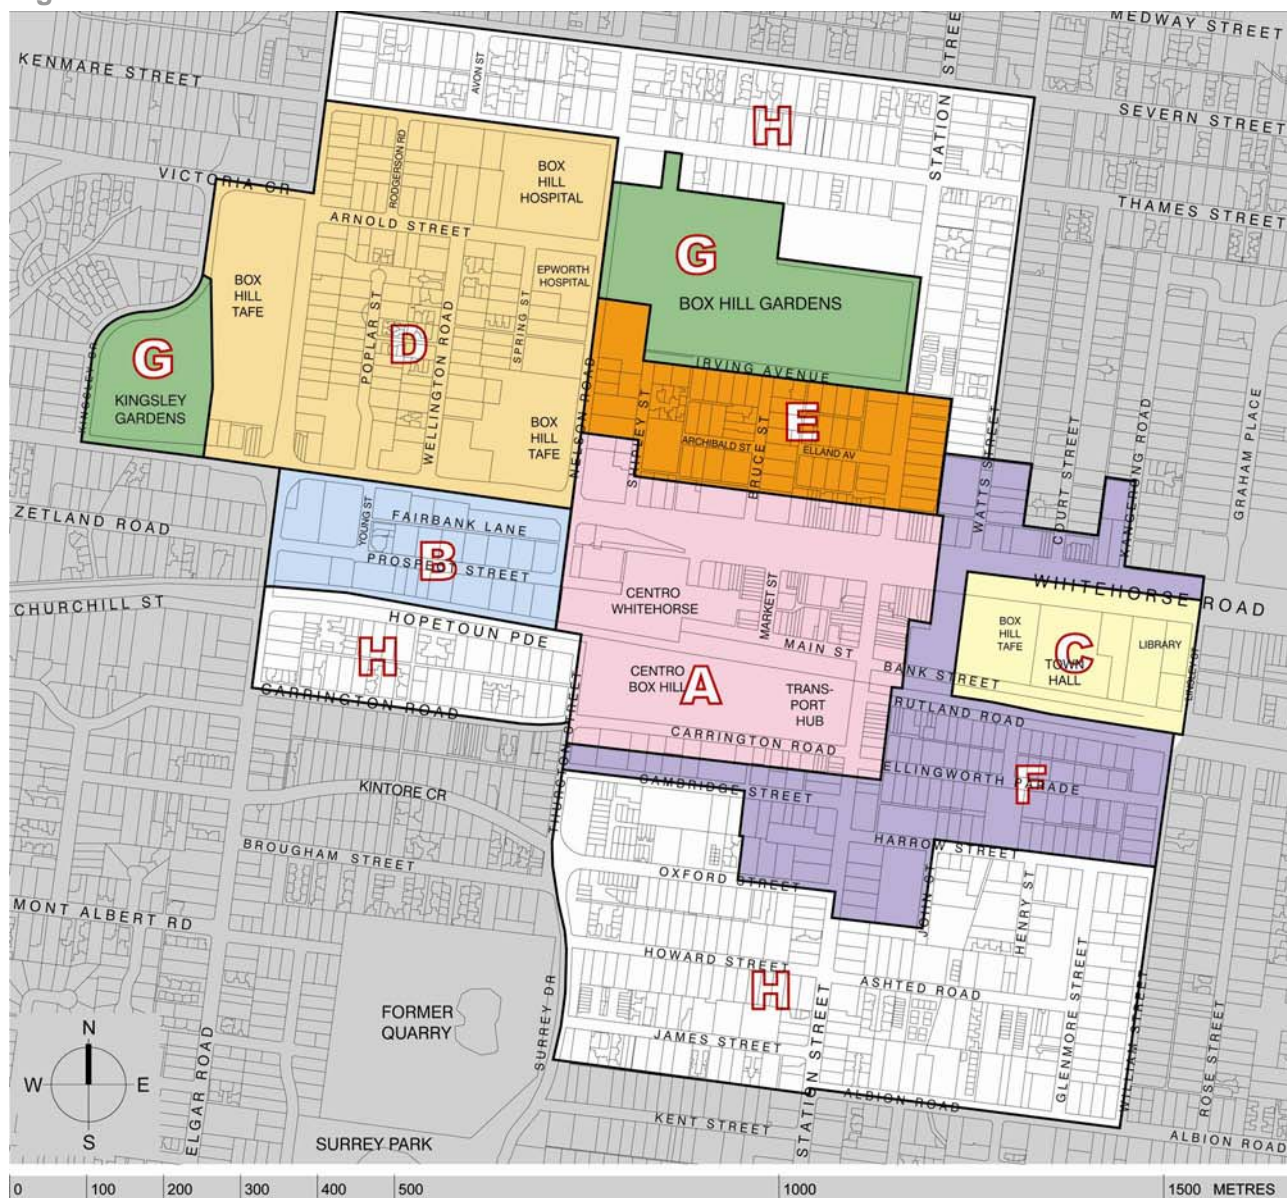 MEDWAY STREET
KENMARE STREET
AVON ST
STATION STREET
SEVERN STREET
H
RODGERSON RD
BOX
HILL
HOSPITAL
VICTORIA CR
ARNOLD STREET
THAMES STREET
G
BOX HILL GARDENS
EPWORTH
HOSPITAL
BOX
HILL
TAFE
POPLAR ST
D
WELLINGTON ROAD
SPRING ST
G
KINGSLEY
GARDENS
KINGSLEY CR
IRVING AVENUE
NELSON ROAD
E
SHIPLEY ST
ARCHIBALD ST
BRUCE ST
ELLAND AV
BOX
HILL
TAFE
WATTS STREET
COURT STREET
KANGERONG ROAD
GRAHAM PLACE
ZETLAND ROAD
YOUNG ST
FAIRBANK LANE
B
PROSPECT STREET
WHITEHORSE ROAD
CHURCHILL ST
CENTRO
WHITEHORSE
MARKET ST
MAIN ST
HOPETOUN PDE
H
CARRINGTON ROAD
BOX
HILL
TAFE
C
TOWN
HALL
LIBRARY
LINSLEY ST
BANK STREET
RUTLAND ROAD
CENTRO
BOX HILL
A
TRANS-
PORT
HUB
CARRINGTON ROAD
THURSTON STREET
CAMBRIDGE STREET
ELLINGWORTH PARADE
F
KINTORE CR
HARROW STREET
BROUGHAM STREET
OXFORD STREET
JOHN ST
HENRY ST
MONT ALBERT RD
HOWARD STREET
H
ASHTED ROAD
FORMER
QUARRY
SURREY DR
JAMES STREET
STATION STREET
GLENMORE STREET
WILLIAM STREET
ROSE STREET
N
W
E
S
ELGAR ROAD
ALBION ROAD
KENT STREET
ALBION ROAD
SURREY PARK
0 100 200 300 400 500 1000 1500 METRES